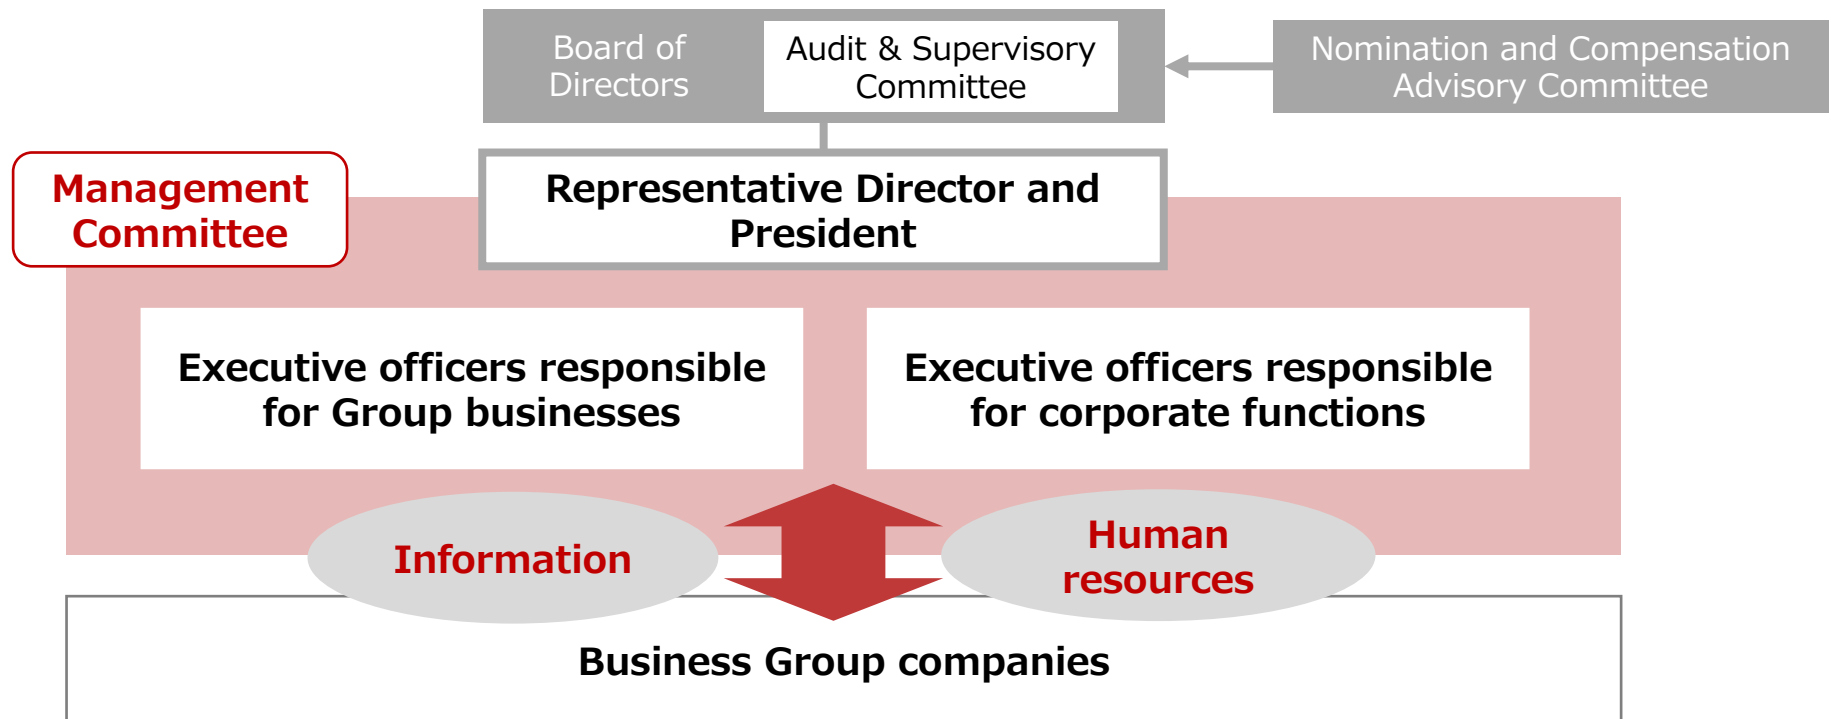 Board of
Directors
Audit & Supervisory
Committee
Nomination and Compensation
Advisory Committee
Management
Committee
Representative Director and
President
Executive officers responsible
for Group businesses
Executive officers responsible
for corporate functions
Information
Human
resources
Business Group companies